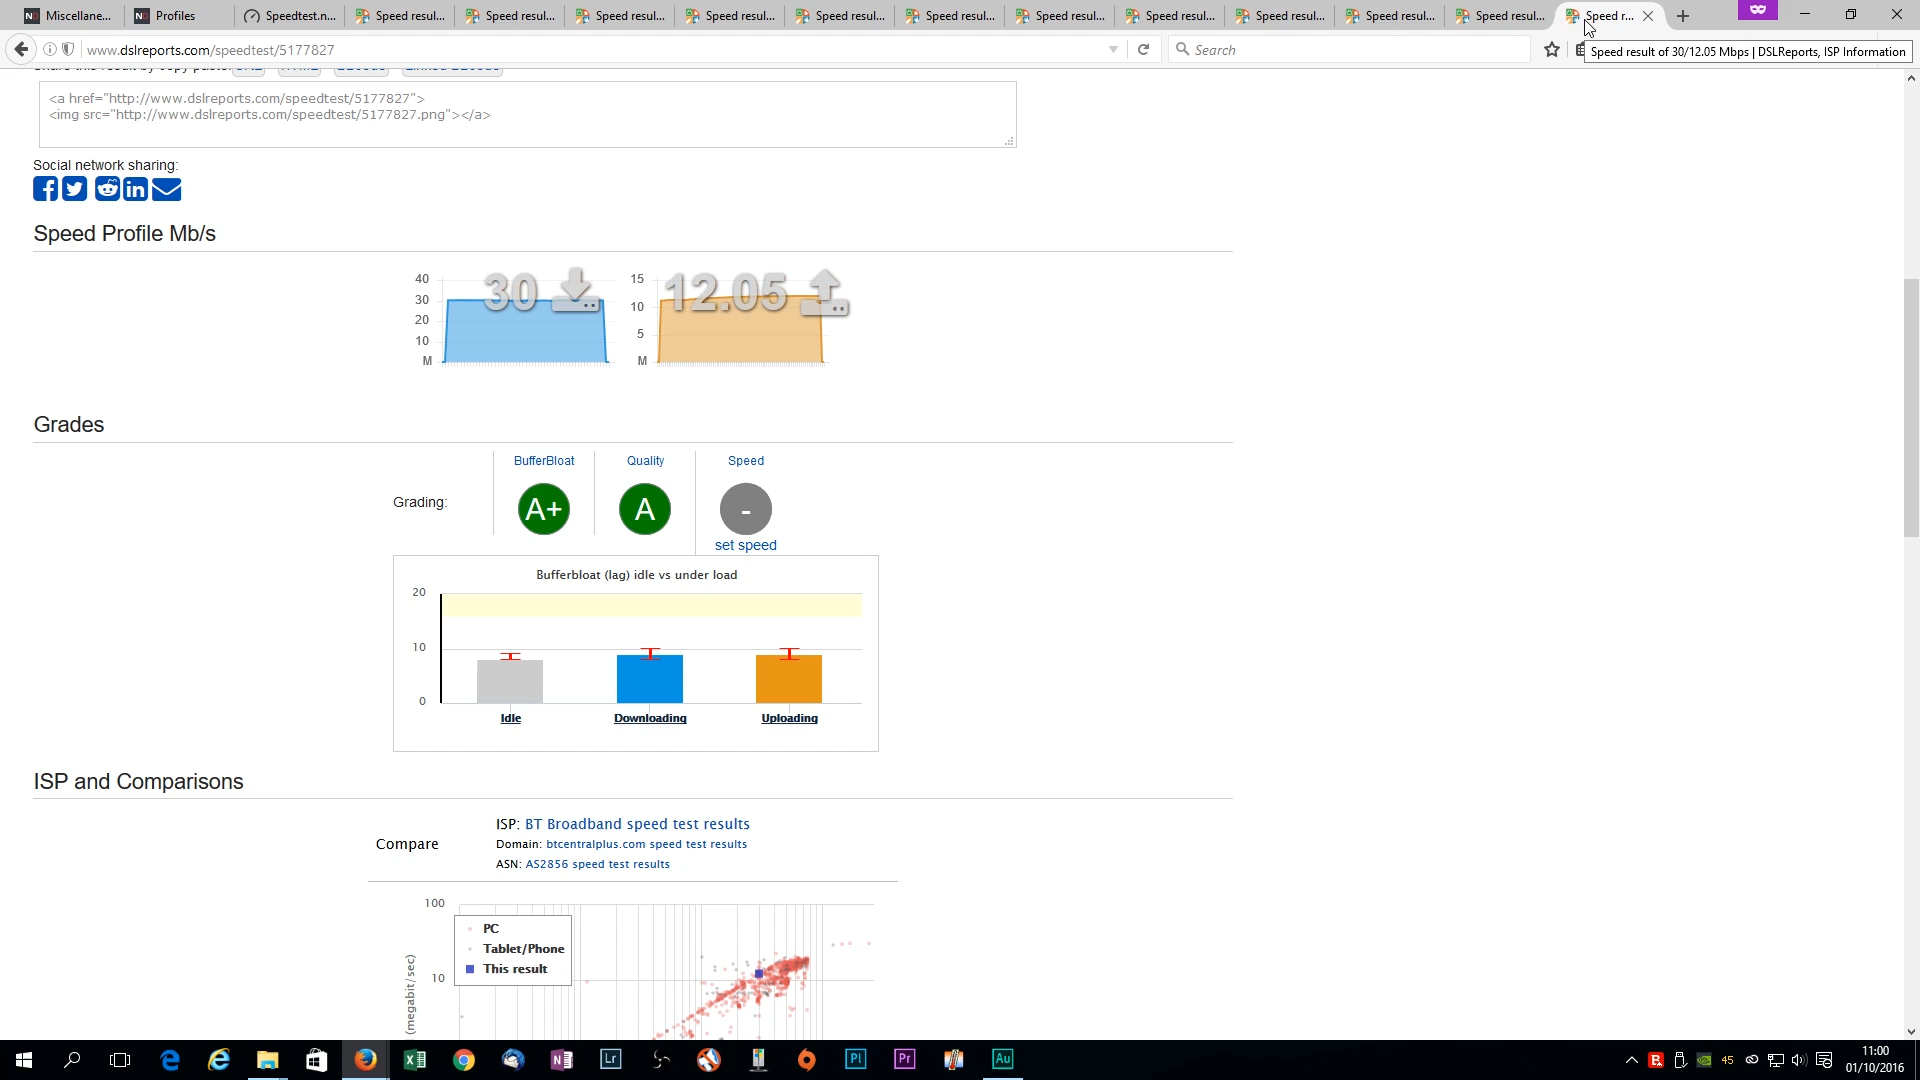 Miscellane...
Profiles
Speedtest.n...
Speed resul...
Speed resul...
Speed resul...
Speed resul...
Speed resul...
Speed resul...
Speed resul...
Speed resul...
Speed resul...
Speed resul...
Speed resul...
Speed r...
www.dslreports.com/speedtest/5177827
Search
Speed result of 30/12.05 Mbps | DSLReports, ISP Information
<a href="http://www.dslreports.com/speedtest/5177827">
<img src="http://www.dslreports.com/speedtest/5177827.png"></a>
Social network sharing:
Speed Profile Mb/s
40
30
20
10
M
30
15
10
5
M
12.05
Grades
Grading:
BufferBloat
Quality
Speed
A+
A
-
set speed
Bufferbloat (lag) idle vs under load
20
10
0
Idle
Downloading
Uploading
ISP and Comparisons
Compare
ISP: BT Broadband speed test results
Domain: btcentralplus.com speed test results
ASN: AS2856 speed test results
100
10
(megabit/sec)
PC
Tablet/Phone
This result
Lr
Pl
Pr
Au
45
11:00
01/10/2016